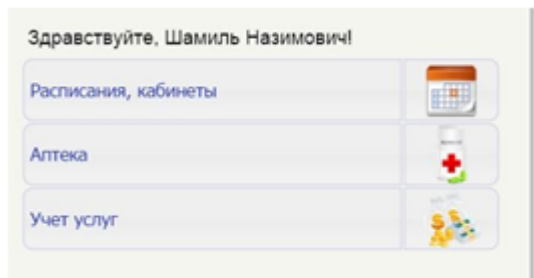 Здравствуйте, Шамиль Назимович!
Расписания, кабинеты
Аптека
Учет услуг